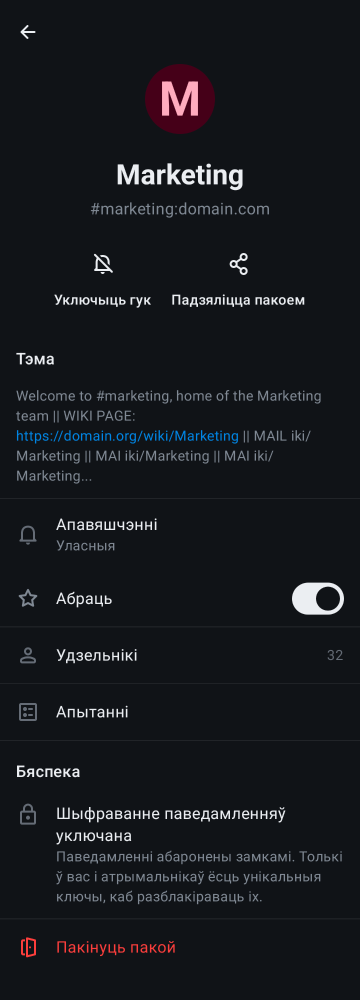 M
Marketing
#marketing:domain.com
Уключыць гук
Падзяліцца пакоем
Тэма
Welcome to #marketing, home of the Marketing
team || WIKI PAGE:
https://domain.org/wiki/Marketing || MAIL iki/
Marketing || MAI iki/Marketing || MAI iki/
Marketing...
Апавяшчэнні
Уласныя
Абраць
Удзельнікі 32
Апытанні
Бяспека
Шыфраванне паведамленняў
уключана
Паведамленні абаронены замкамі. Толькі
ў вас і атрымальнікаў ёсць унікальныя
ключы, каб разблакіраваць іх.
Пакінуць пакой